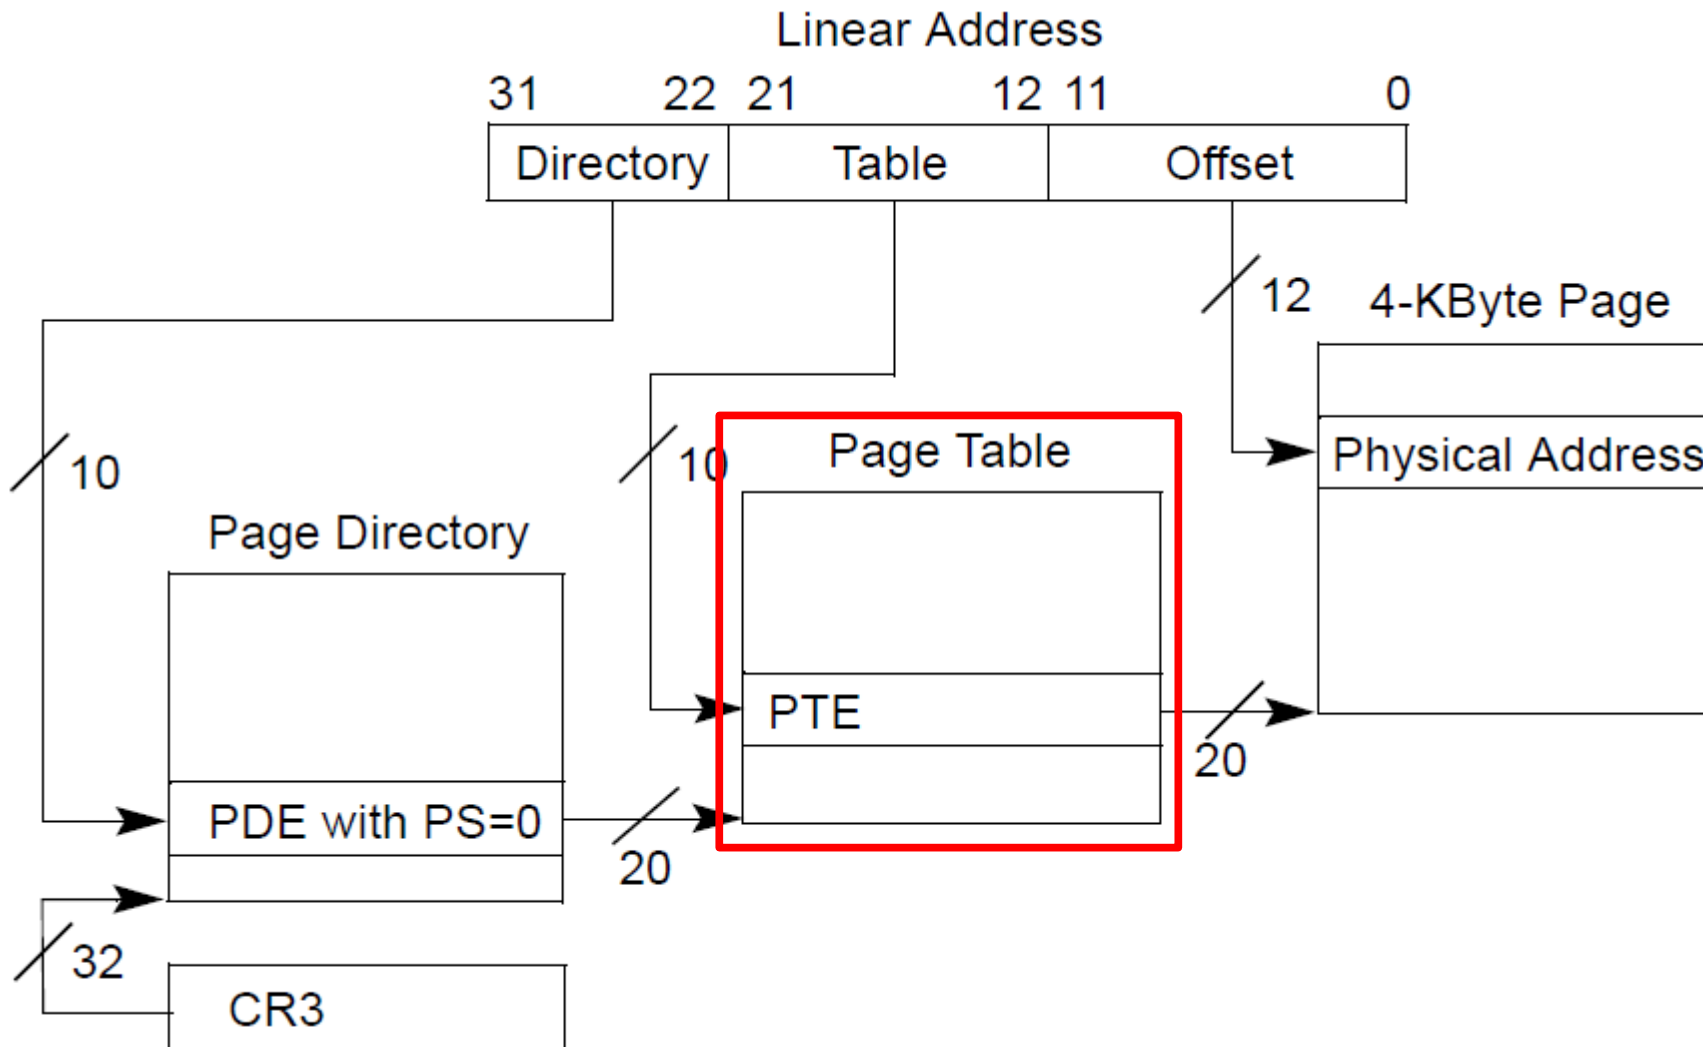 Linear Address
31 22 21 12 11 0
Directory Table Offset
12
4-KByte Page
10
10
Page Table
Physical Address
Page Directory
PTE
20
PDE with PS=0
20
32
CR3